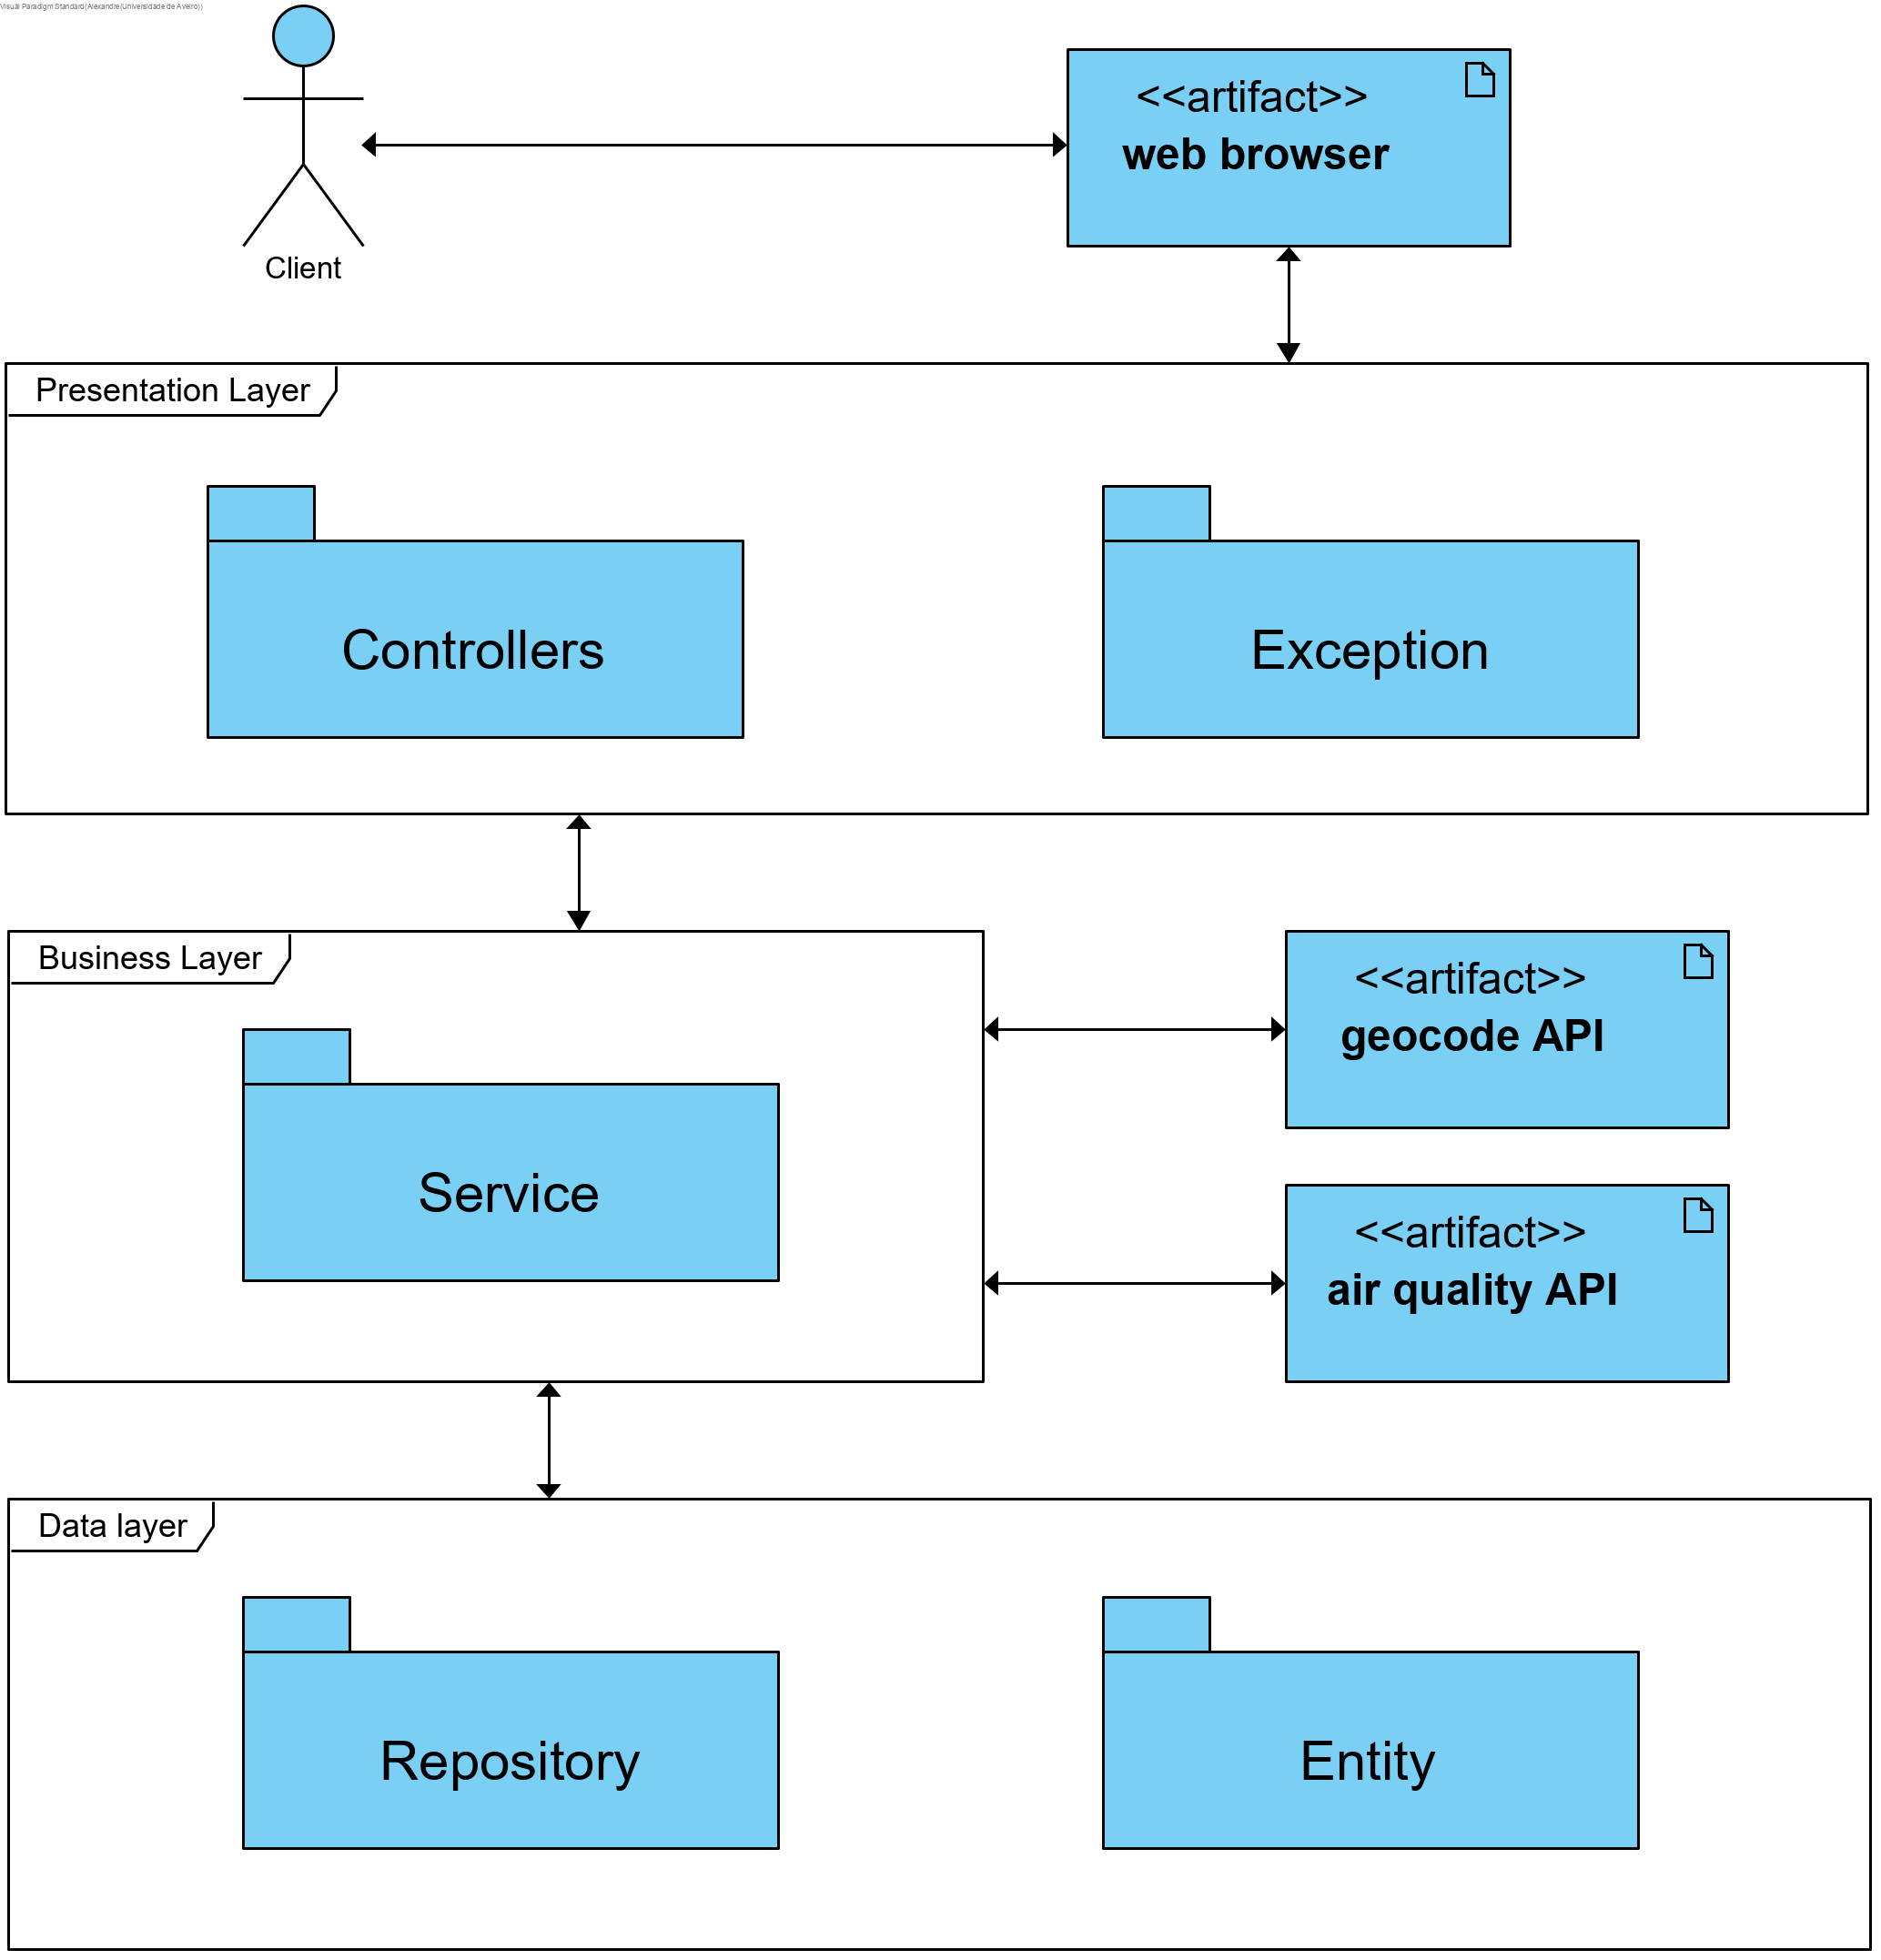 Visual Paradigm Standard(Alexandre(Universidade de Aveiro))
<<artifact>>
web browser
Client
Presentation Layer
Controllers
Exception
Business Layer
<<artifact>>
geocode API
Service
<<artifact>>
air quality API
Data layer
Repository
Entity